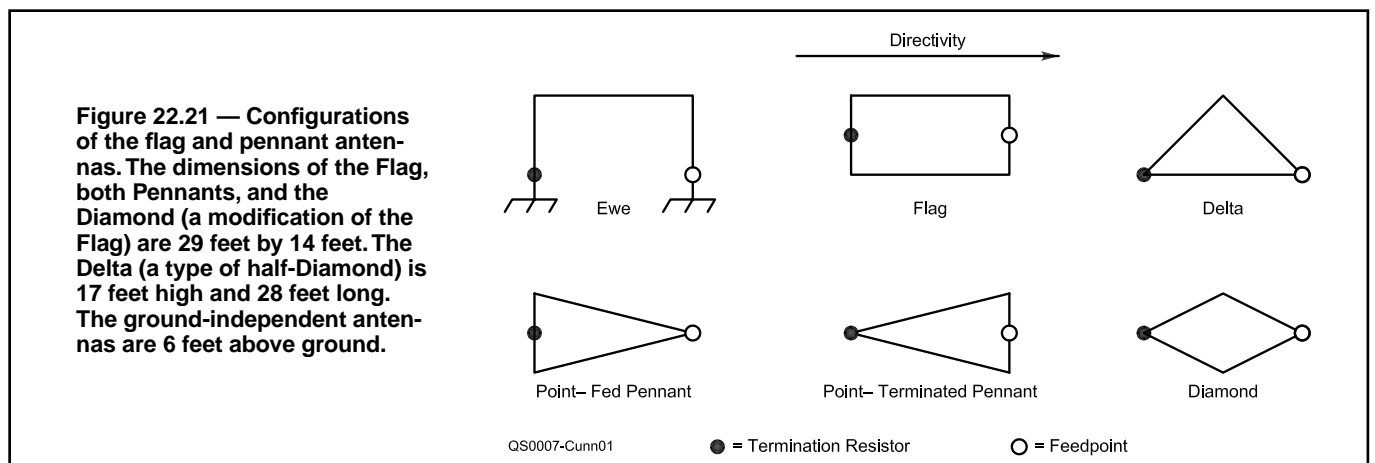 Figure 22.21 — Configurations
of the flag and pennant anten-
nas. The dimensions of the Flag,
both Pennants, and the
Diamond (a modification of the
Flag) are 29 feet by 14 feet. The
Delta (a type of half-Diamond) is
17 feet high and 28 feet long.
The ground-independent anten-
nas are 6 feet above ground.
Directivity
Ewe
Flag
Delta
Point– Fed Pennant
Point– Terminated Pennant
Diamond
QS0007-Cunn01
= Termination Resistor
= Feedpoint